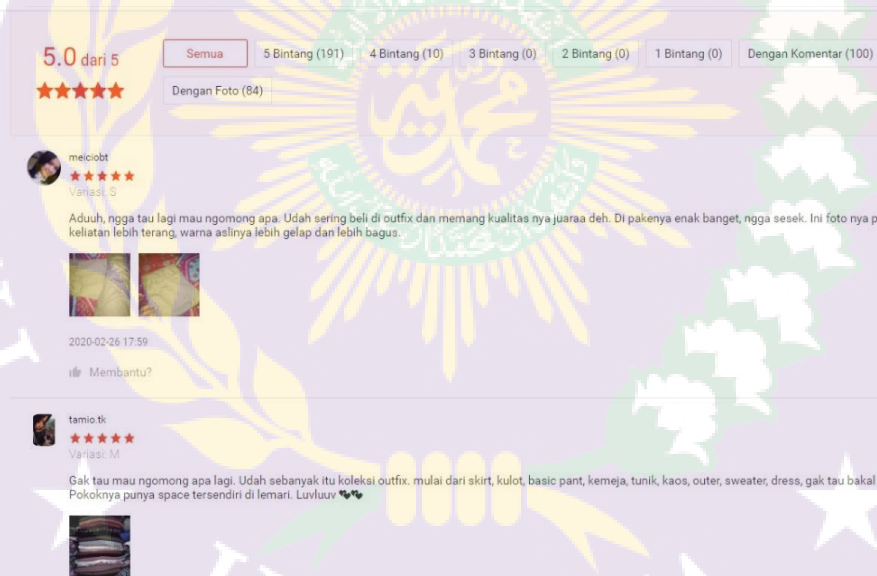 5.0 dari 5
Semua
5 Bintang (191)
4 Bintang (10)
3 Bintang (0)
2 Bintang (0)
1 Bintang (0)
Dengan Komentar (100)
Dengan Foto (84)
meiciobt
Variasi: S
Aduuh, ngga tau lagi mau ngomong apa. Udah sering beli di outfix dan memang kualitas nya juaraa deh. Di pakenya enak banget, ngga sesek. Ini foto nya p
keliatan lebih terang, warna aslinya lebih gelap dan lebih bagus.
2020-02-26 17:59
Membantu?
tamio.tk
Variasi: M
Gak tau mau ngomong apa lagi. Udah sebanyak itu koleksi outfix. mulai dari skirt, kulot, basic pant, kemeja, tunik, kaos, outer, sweater, dress, gak tau bakal
Pokoknya punya space tersendiri di lemari. Luvluuv